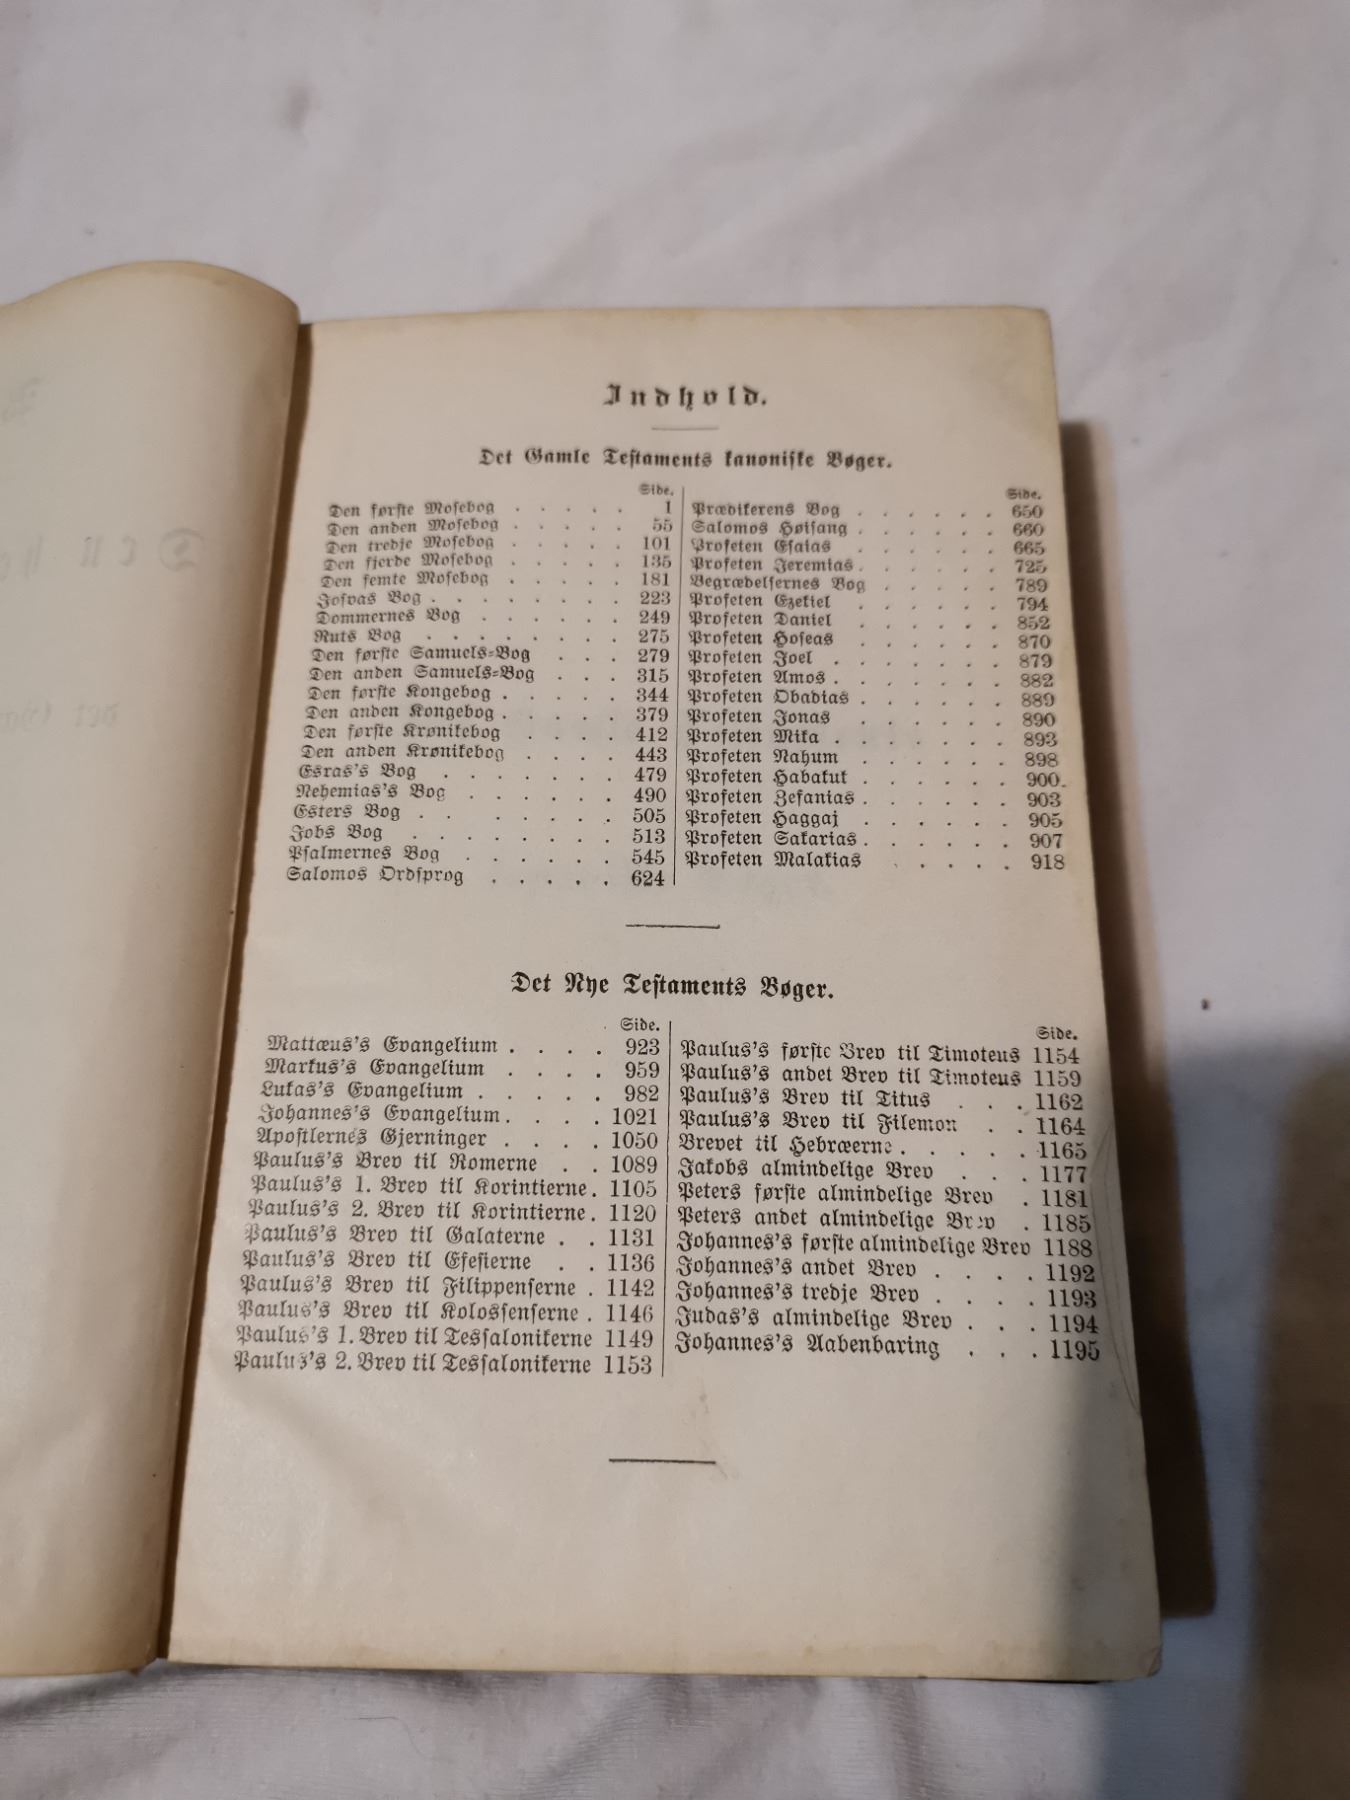 Indhold.
Det Gamle Testaments kanoniske Bøger.
Side.
Den første Mosebog . . . . . 1
Den anden Mosebog . . . . . 55
Den tredje Mosebog . . . . . 101
Den fjerde Mosebog . . . . . 135
Den femte Mosebog . . . . . 181
Josvas Bog . . . . . . . 223
Dommernes Bog . . . . . . 249
Ruts Bog . . . . . . . . 275
Den første Samuels=Bog . . . 279
Den anden Samuels=Bog . . . 315
Den første Kongebog . . . . . 344
Den anden Kongebog . . . . . 379
Den første Krønikebog . . . . 412
Den anden Krønikebog . . . . 443
Esras's Bog . . . . . . . 479
Nehemias's Bog . . . . . . 490
Esters Bog . . . . . . . 505
Jobs Bog . . . . . . . . 513
Psalmernes Bog . . . . . . 545
Salomos Ordsprog . . . . . 624
Side.
Prædikerens Bog . . . . . . 650
Salomos Højsang . . . . . . 660
Profeten Esaias . . . . . . 665
Profeten Jeremias . . . . . . 725
Begrædelsernes Bog . . . . . 789
Profeten Ezekiel . . . . . . 794
Profeten Daniel . . . . . . 852
Profeten Hoseas . . . . . . 870
Profeten Joel . . . . . . . 879
Profeten Amos . . . . . . . 882
Profeten Obadias . . . . . . 889
Profeten Jonas . . . . . . 890
Profeten Mika . . . . . . . 893
Profeten Nahum . . . . . . 898
Profeten Habakuk . . . . . . 900
Profeten Zefanias . . . . . . 903
Profeten Haggaj . . . . . . 905
Profeten Sakarias . . . . . . 907
Profeten Malakias . . . . . 918
Det Nye Testaments Bøger.
Side.
Mattæus's Evangelium . . . . 923
Markus's Evangelium . . . . 959
Lukas's Evangelium . . . . . 982
Johannes's Evangelium . . . . 1021
Apostlernes Gjerninger . . . . 1050
Paulus's Brev til Romerne . . 1089
Paulus's 1. Brev til Korintierne . 1105
Paulus's 2. Brev til Korintierne . 1120
Paulus's Brev til Galaterne . . 1131
Paulus's Brev til Efesierne . . 1136
Paulus's Brev til Filippenserne . 1142
Paulus's Brev til Kolossenserne . 1146
Paulus's 1. Brev til Tessalonikerne 1149
Paulus's 2. Brev til Tessalonikerne 1153
Side.
Paulus's første Brev til Timoteus 1154
Paulus's andet Brev til Timoteus 1159
Paulus's Brev til Titus . . . 1162
Paulus's Brev til Filemon . . 1164
Brevet til Hebræerne . . . . . 1165
Jakobs almindelige Brev . . . 1177
Peters første almindelige Brev . 1181
Peters andet almindelige Brev . 1185
Johannes's første almindelige Brev 1188
Johannes's andet Brev . . . . 1192
Johannes's tredje Brev . . . . 1193
Judas's almindelige Brev . . . 1194
Johannes's Aabenbaring . . . 1195